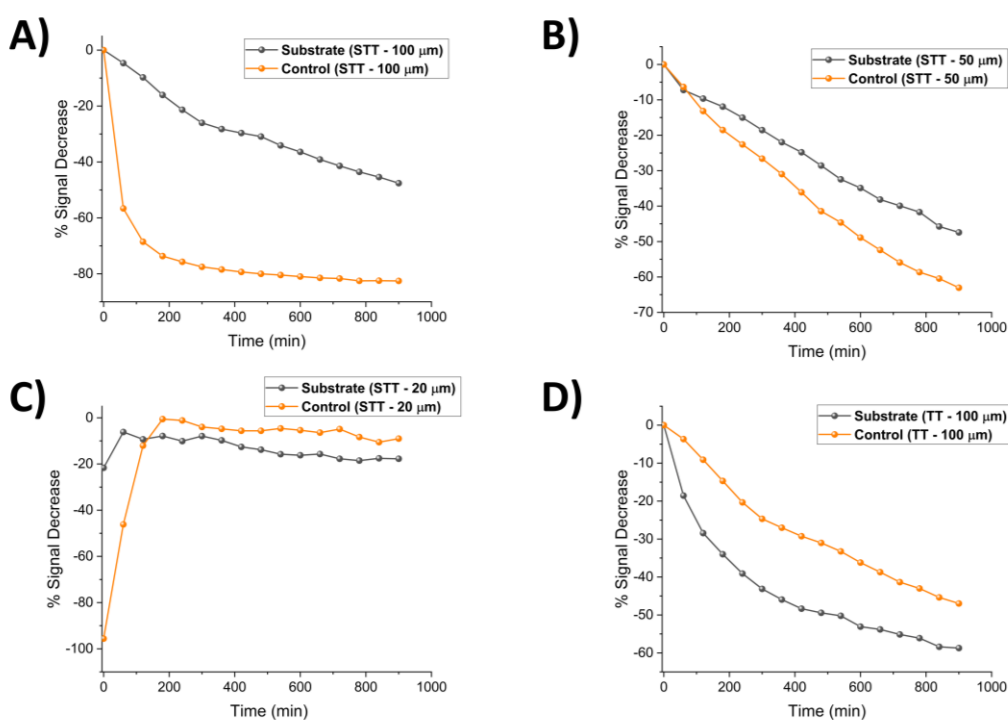 A)
Substrate (STT - 100 μm)
Control (STT - 100 μm)
0
-20
-40
-60
-80
% Signal Decrease
0 200 400 600 800 1000
Time (min)
B)
Substrate (STT - 50 μm)
Control (STT - 50 μm)
0
-10
-20
-30
-40
-50
-60
-70
% Signal Decrease
0 200 400 600 800 1000
Time (min)
C)
Substrate (STT - 20 μm)
Control (STT - 20 μm)
0
-20
-40
-60
-80
-100
% Signal Decrease
0 200 400 600 800 1000
Time (min)
D)
Substrate (TT - 100 μm)
Control (TT - 100 μm)
0
-10
-20
-30
-40
-50
-60
% Signal Decrease
0 200 400 600 800 1000
Time (min)